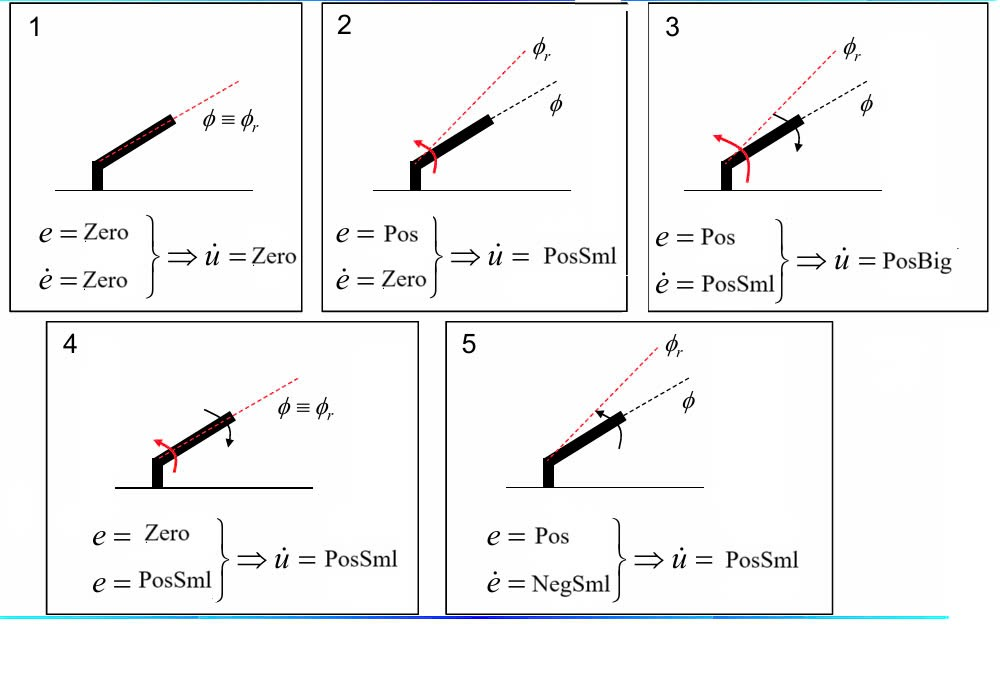 1
ϕ ≡ ϕr
e = Zero
ė = Zero
⇒ u̇ = Zero
2
ϕr
ϕ
e = Pos
ė = Zero
⇒ u̇ = PosSml
3
ϕr
ϕ
e = Pos
ė = PosSml
⇒ u̇ = PosBig
4
ϕ ≡ ϕr
e = Zero
e = PosSml
⇒ u̇ = PosSml
5
ϕr
ϕ
e = Pos
ė = NegSml
⇒ u̇ = PosSml